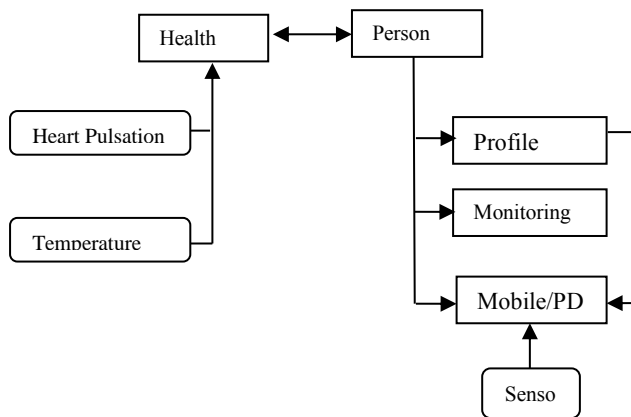 Health
Person
Heart Pulsation
Profile
Monitoring
Temperature
Mobile/PD
Senso